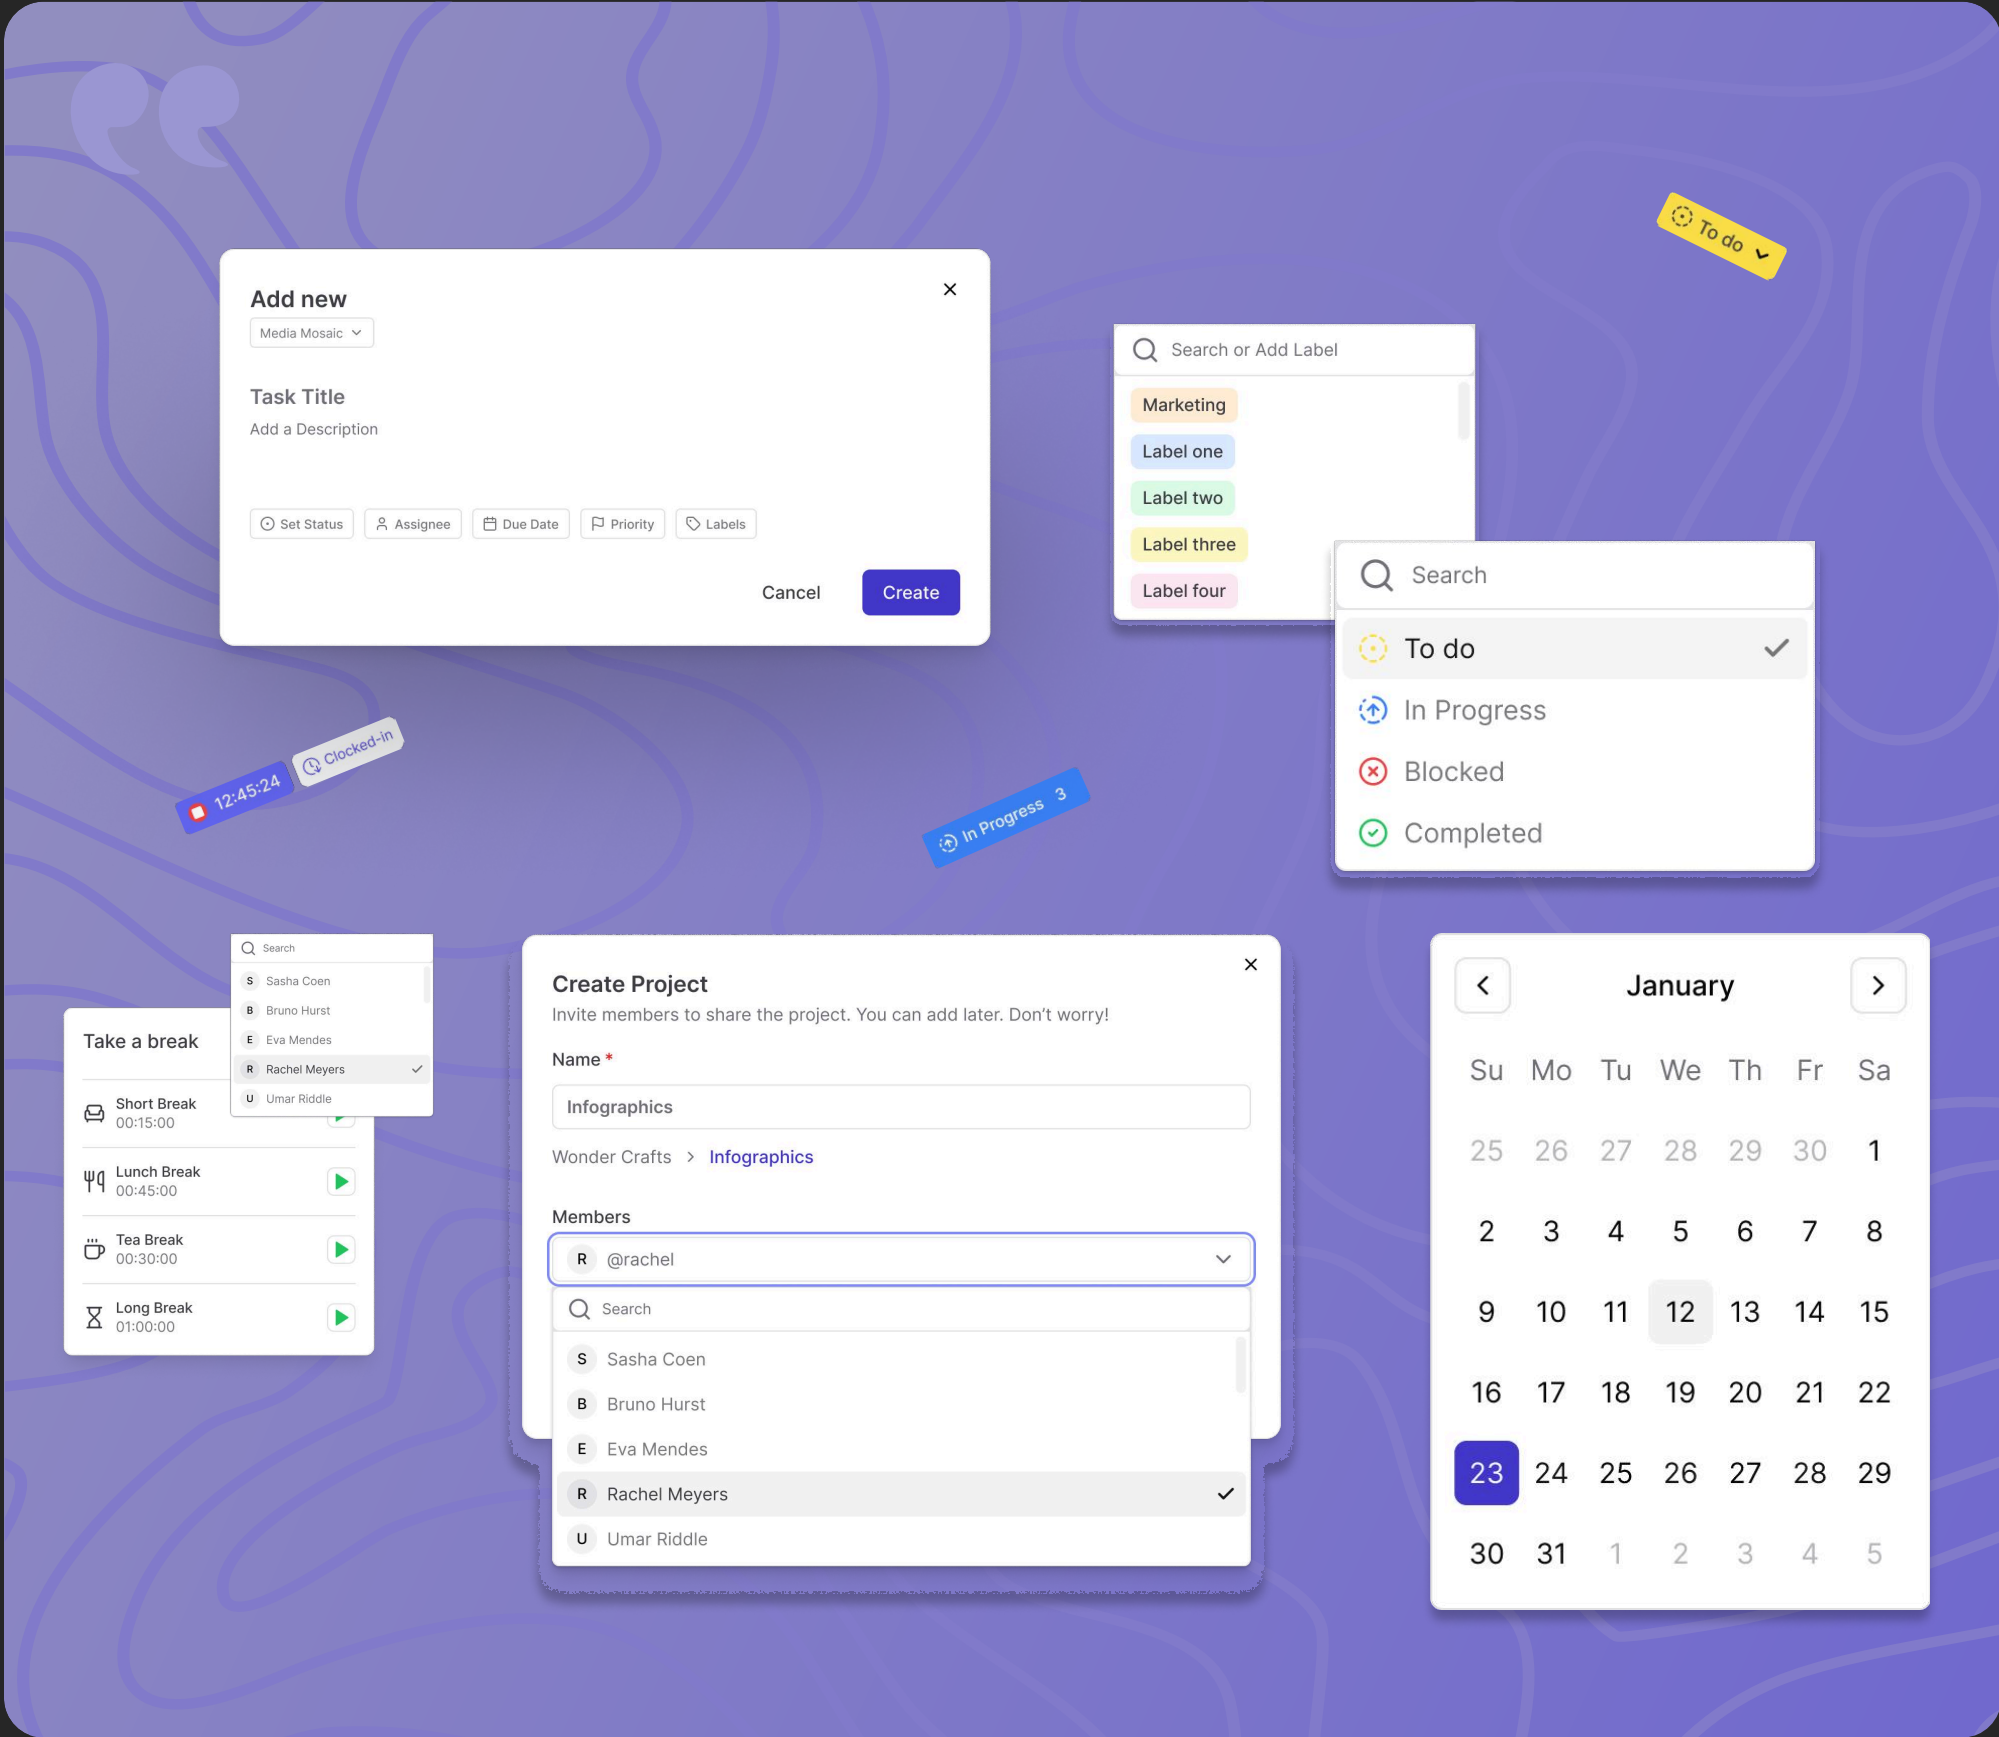 To do
Add new
Media Mosaic
Task Title
Add a Description
Set Status Assignee Due Date Priority Labels
Cancel Create
Search or Add Label
Marketing
Label one
Label two
Label three
Label four
Search
To do
In Progress
Blocked
Completed
12:45:24 Clocked-in
In Progress 3
Search
S Sasha Coen
B Bruno Hurst
E Eva Mendes
R Rachel Meyers
U Umar Riddle
Take a break
Short Break
00:15:00
Lunch Break
00:45:00
Tea Break
00:30:00
Long Break
01:00:00
Create Project
Invite members to share the project. You can add later. Don’t worry!
Name *
Infographics
Wonder Crafts > Infographics
Members
R @rachel
Search
S Sasha Coen
B Bruno Hurst
E Eva Mendes
R Rachel Meyers
U Umar Riddle
January
Su Mo Tu We Th Fr Sa
25 26 27 28 29 30 1
2 3 4 5 6 7 8
9 10 11 12 13 14 15
16 17 18 19 20 21 22
23 24 25 26 27 28 29
30 31 1 2 3 4 5